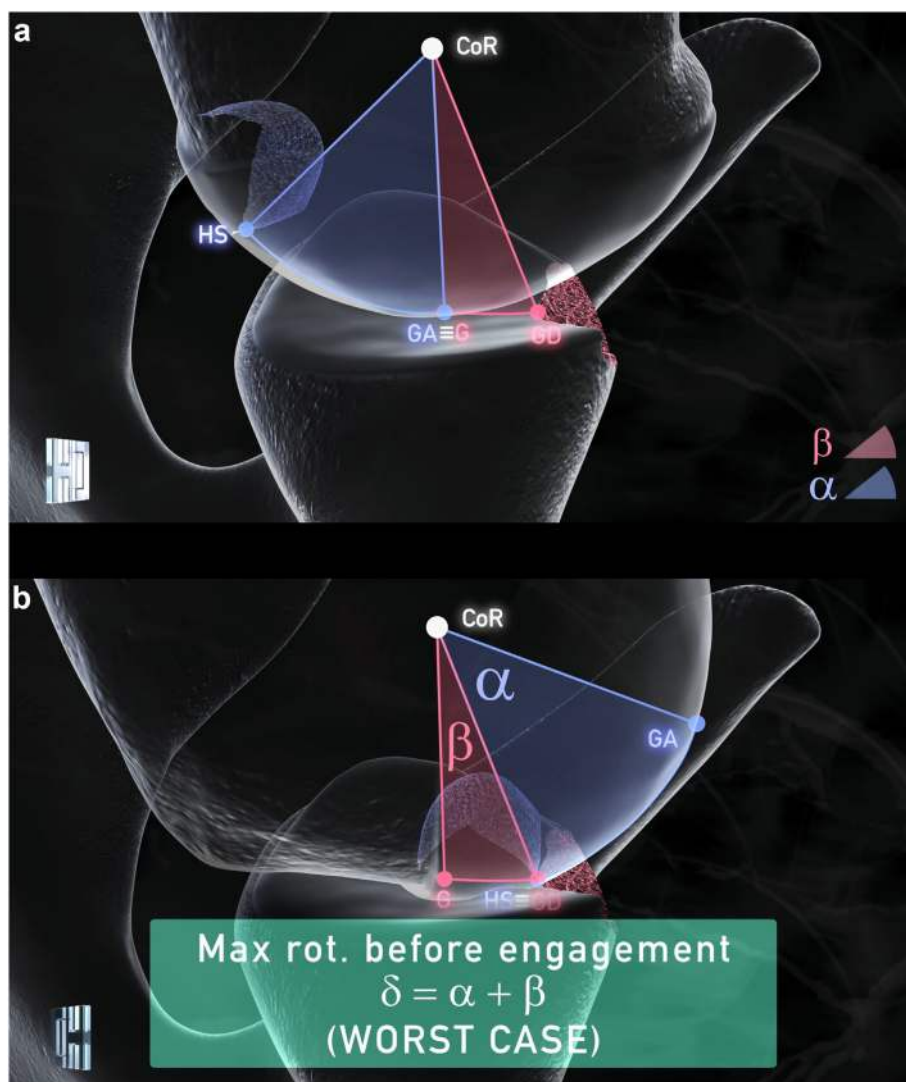 a
CoR
HS
GA≡G
GD
β
α
b
CoR
α
β
GA
G
HS≡GD
Max rot. before engagement
δ = α + β
(WORST CASE)